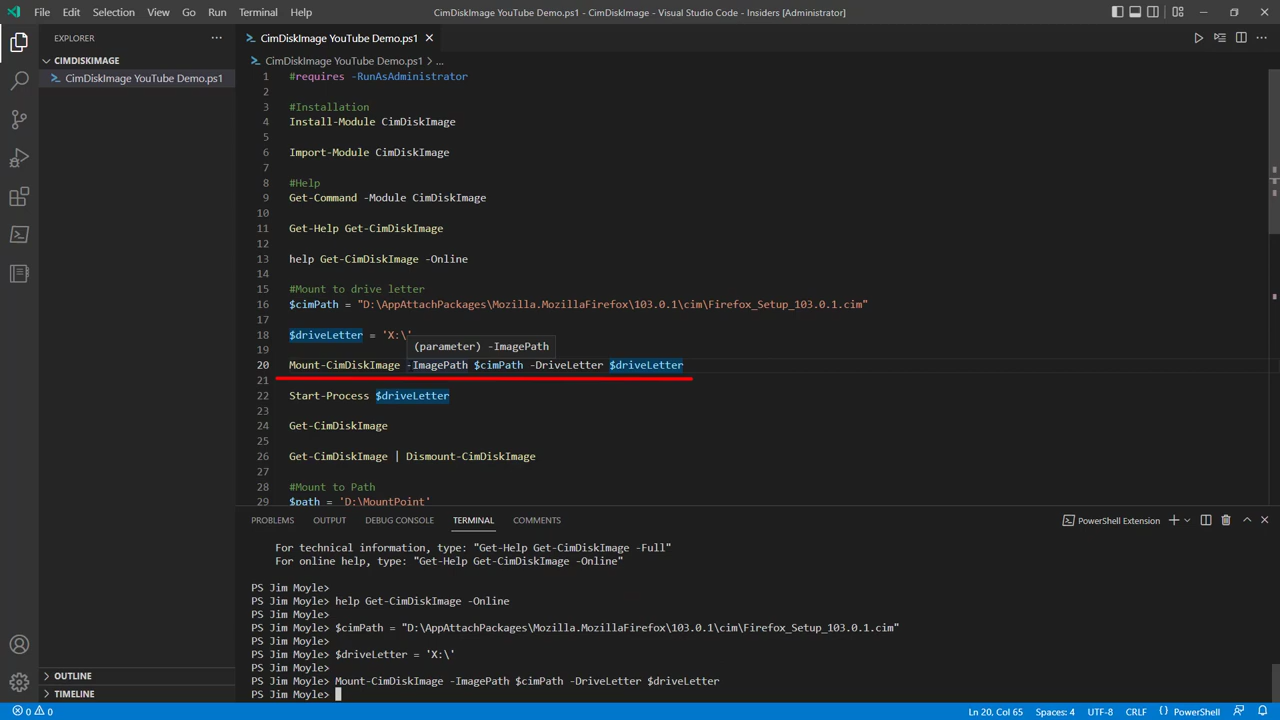 File Edit Selection View Go Run Terminal Help
CimDiskImage YouTube Demo.ps1 - CimDiskImage - Visual Studio Code - Insiders [Administrator]
EXPLORER
CIMDISKIMAGE
CimDiskImage YouTube Demo.ps1
OUTLINE
TIMELINE
CimDiskImage YouTube Demo.ps1
CimDiskImage YouTube Demo.ps1 > ...
1 #requires -RunAsAdministrator
2
3 #Installation
4 Install-Module CimDiskImage
5
6 Import-Module CimDiskImage
7
8 #Help
9 Get-Command -Module CimDiskImage
10
11 Get-Help Get-CimDiskImage
12
13 help Get-CimDiskImage -Online
14
15 #Mount to drive letter
16 $cimPath = "D:\AppAttachPackages\Mozilla.MozillaFirefox\103.0.1\cim\Firefox_Setup_103.0.1.cim"
17
18 $driveLetter = 'X:\'
(parameter) -ImagePath
19
20 Mount-CimDiskImage -ImagePath $cimPath -DriveLetter $driveLetter
21
22 Start-Process $driveLetter
23
24 Get-CimDiskImage
25
26 Get-CimDiskImage | Dismount-CimDiskImage
27
28 #Mount to Path
29 $path = 'D:\MountPoint'
PROBLEMS OUTPUT DEBUG CONSOLE TERMINAL COMMENTS
PowerShell Extension
For technical information, type: "Get-Help Get-CimDiskImage -Full"
For online help, type: "Get-Help Get-CimDiskImage -Online"
PS Jim Moyle>
PS Jim Moyle> help Get-CimDiskImage -Online
PS Jim Moyle>
PS Jim Moyle> $cimPath = "D:\AppAttachPackages\Mozilla.MozillaFirefox\103.0.1\cim\Firefox_Setup_103.0.1.cim"
PS Jim Moyle>
PS Jim Moyle> $driveLetter = 'X:\'
PS Jim Moyle>
PS Jim Moyle> Mount-CimDiskImage -ImagePath $cimPath -DriveLetter $driveLetter
PS Jim Moyle>
0 0
Ln 20, Col 65 Spaces: 4 UTF-8 CRLF {} PowerShell